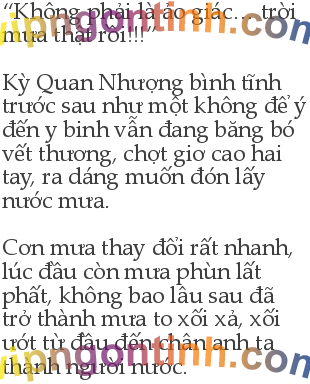 “Không phải là ảo giác... trời
mưa thật rồi!!!”
Kỳ Quan Nhượng bình tĩnh
trước sau như một không để ý
đến y binh vẫn đang băng bó
vết thương, chợt giơ cao hai
tay, ra dáng muốn đón lấy
nước mưa.
Cơn mưa thay đổi rất nhanh,
lúc đầu còn mưa phùn lất
phất, không bao lâu sau đã
trở thành mưa to xối xả, xối
ướt từ đầu đến chân anh ta
thành người nước.
vipngontinh.com
vipngontinh.com